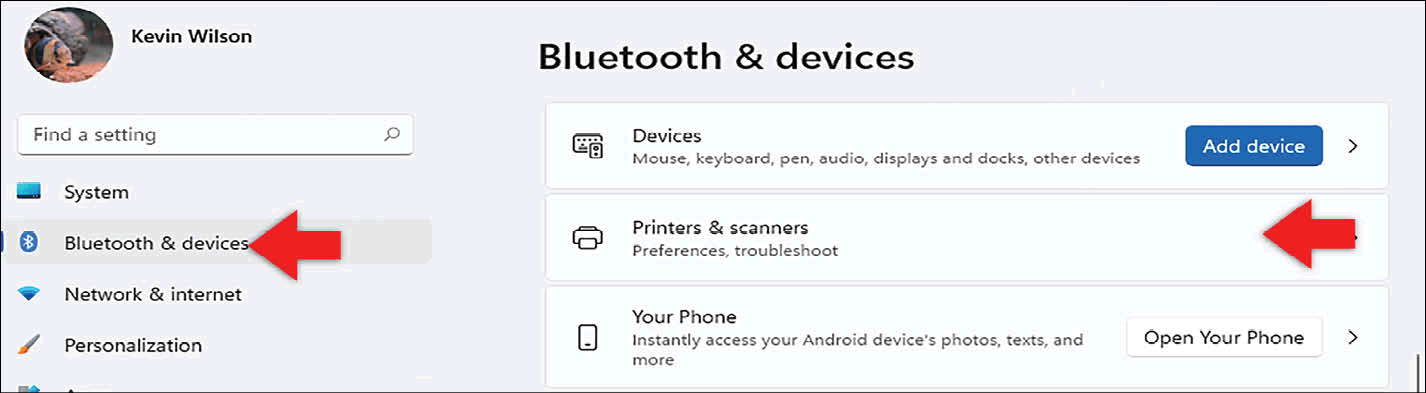 Kevin Wilson
Find a setting
System
Bluetooth & devices
Network & internet
Personalization
Bluetooth & devices
Devices
Mouse, keyboard, pen, audio, displays and docks, other devices
Add device
Printers & scanners
Preferences, troubleshoot
Your Phone
Instantly access your Android device's photos, texts, and
more
Open Your Phone